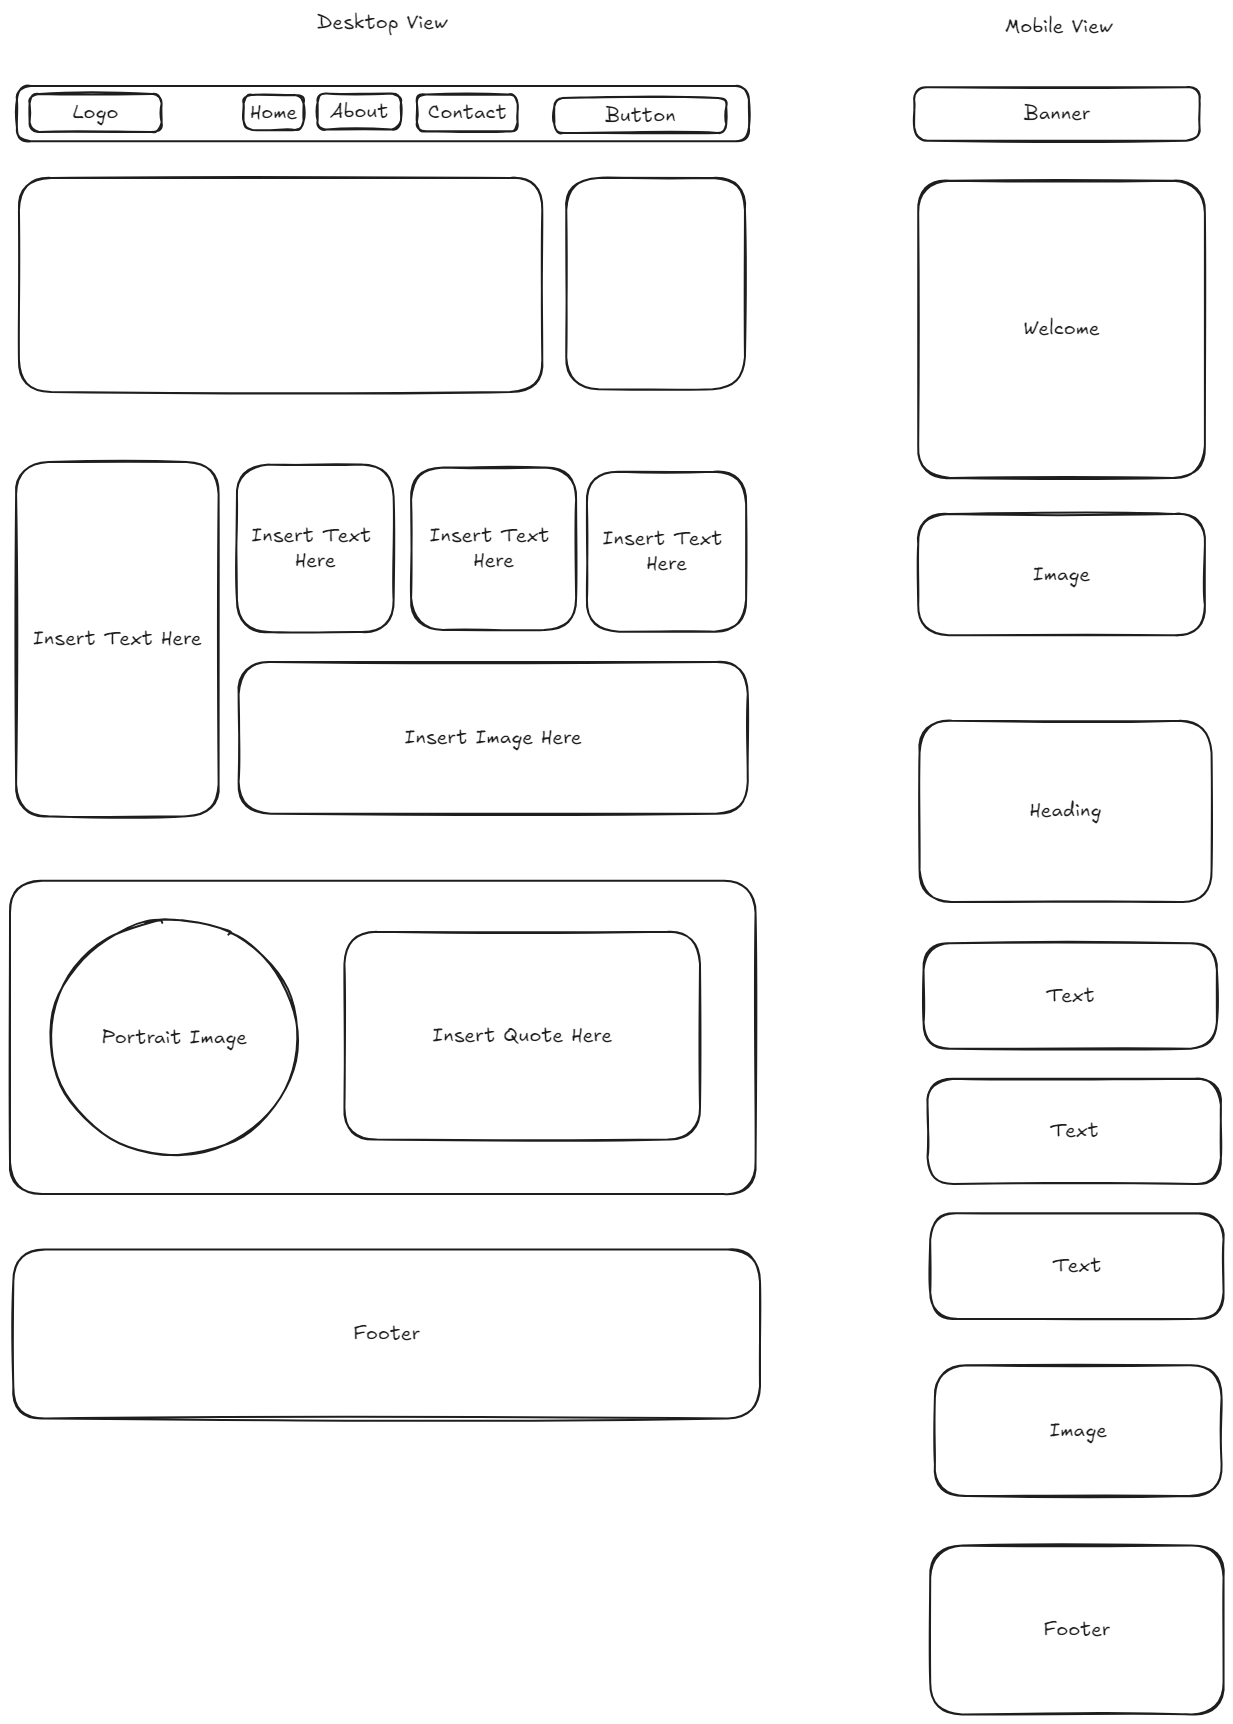 Desktop View
Logo
Home
About
Contact
Button
Insert Text Here
Insert Text
Here
Insert Text
Here
Insert Text
Here
Insert Image Here
Portrait Image
Insert Quote Here
Footer
Mobile View
Banner
Welcome
Image
Heading
Text
Text
Text
Image
Footer